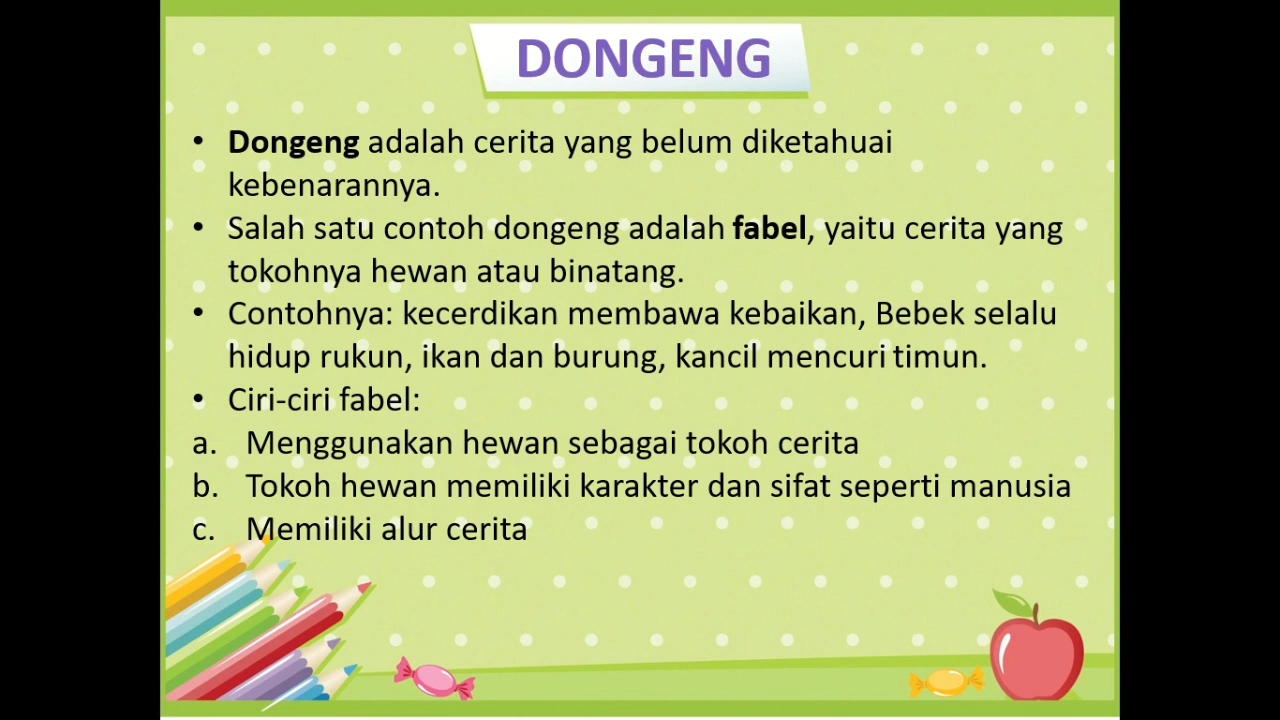 DONGENG
• Dongeng adalah cerita yang belum diketahuai
kebenarannya.
• Salah satu contoh dongeng adalah fabel, yaitu cerita yang
tokohnya hewan atau binatang.
• Contohnya: kecerdikan membawa kebaikan, Bebek selalu
hidup rukun, ikan dan burung, kancil mencuri timun.
• Ciri-ciri fabel:
a. Menggunakan hewan sebagai tokoh cerita
b. Tokoh hewan memiliki karakter dan sifat seperti manusia
c. Memiliki alur cerita